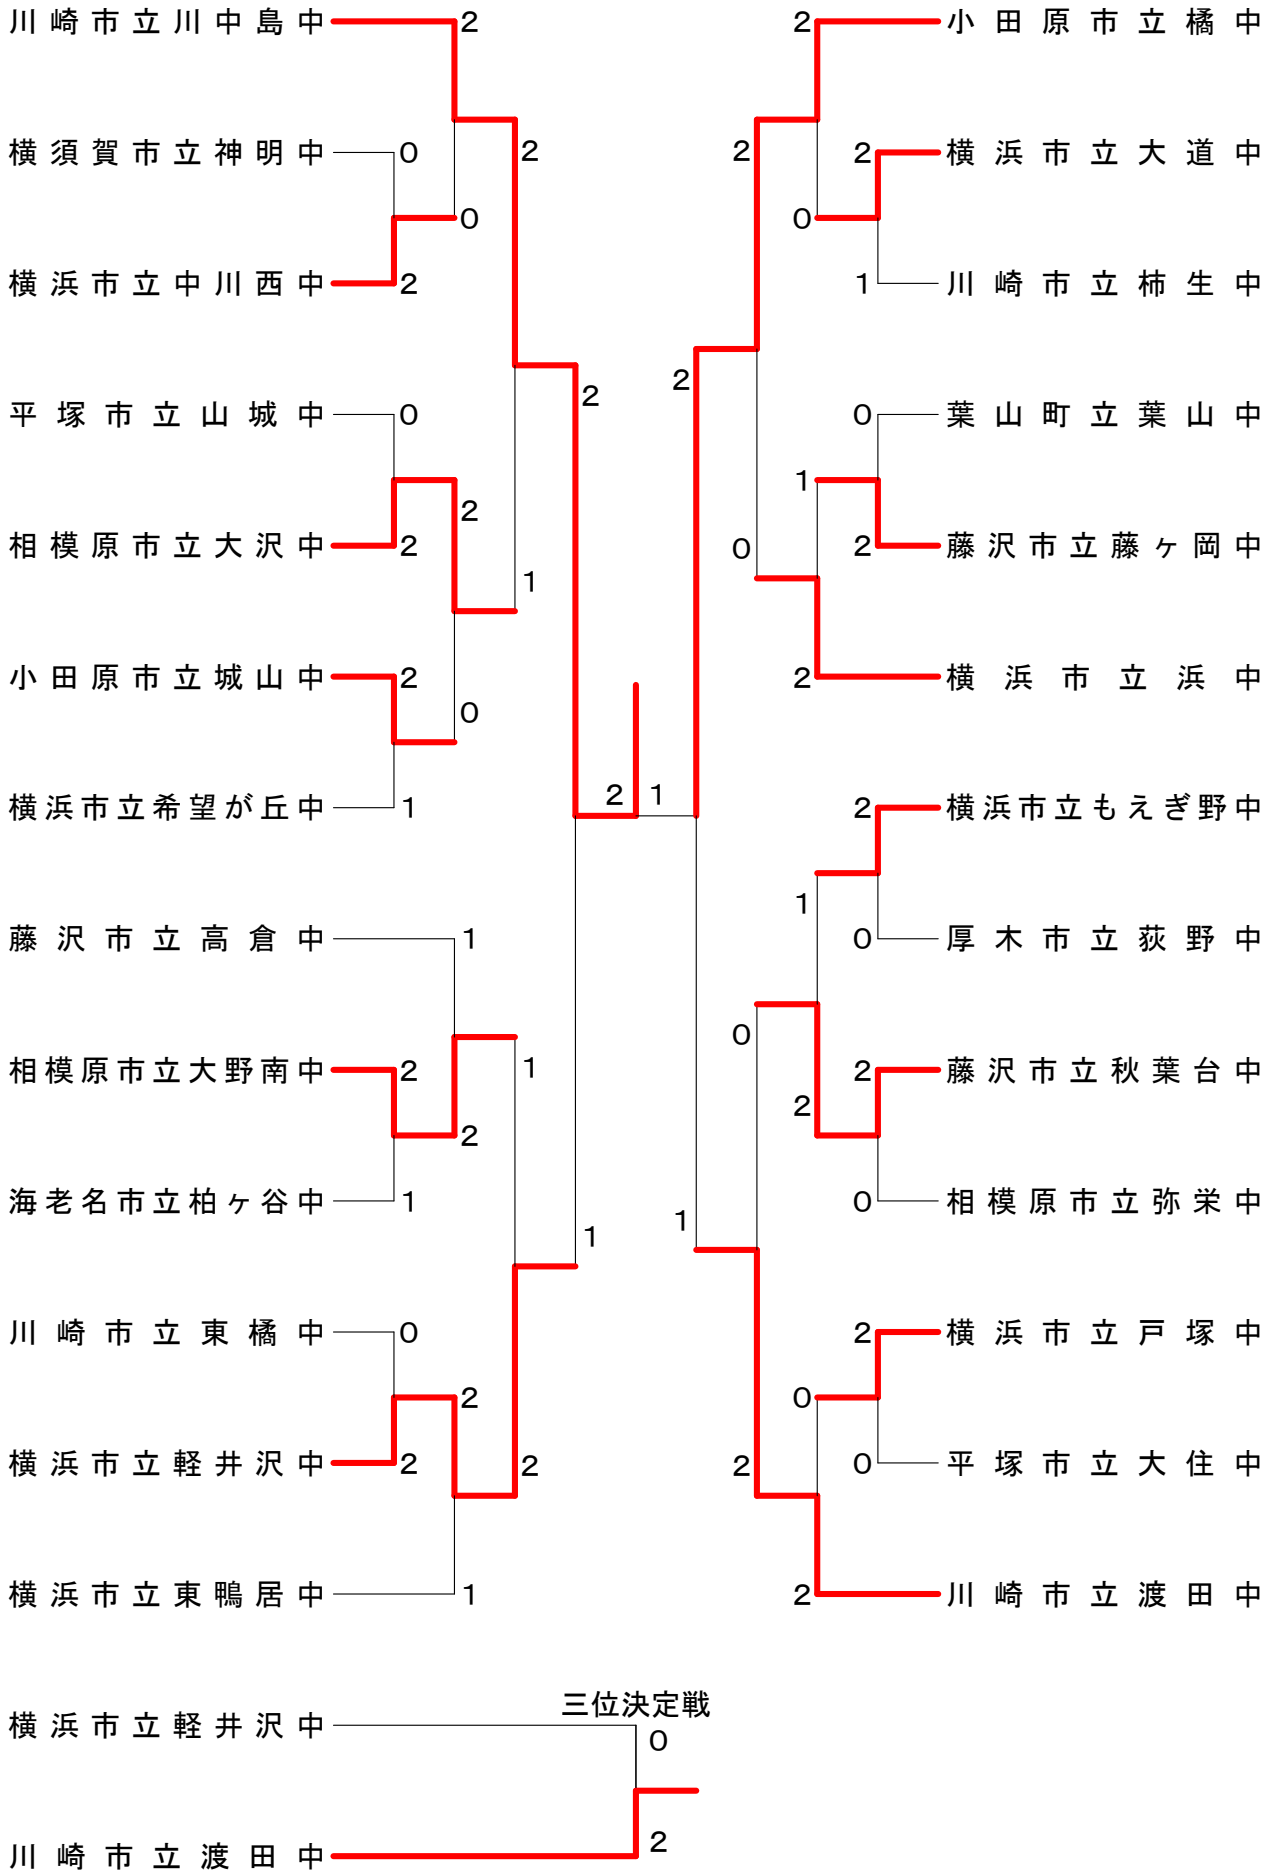 川崎市立川中島中 2 2 小田原市立橘中
横須賀市立神明中 0 2 2 2 横浜市立大道中
0 0
横浜市立中川西中 2 1 川崎市立柿生中
2 2
平塚市立山城中 0 0 葉山町立葉山中
2 1
相模原市立大沢中 2 0 2 藤沢市立藤ヶ岡中
1
小田原市立城山中 2 2 横浜市立浜中
0
横浜市立希望が丘中 1 2 1 2 横浜市立もえぎ野中
1
藤沢市立高倉中 1 0 厚木市立荻野中
0
相模原市立大野南中 2 1 2 藤沢市立秋葉台中
2 2
海老名市立柏ヶ谷中 1 0 相模原市立弥栄中
1 1
川崎市立東橘中 0 2 横浜市立戸塚中
2 0
横浜市立軽井沢中 2 2 2 0 平塚市立大住中
横浜市立東鴨居中 1 2 川崎市立渡田中
三位決定戦
横浜市立軽井沢中 0
川崎市立渡田中 2